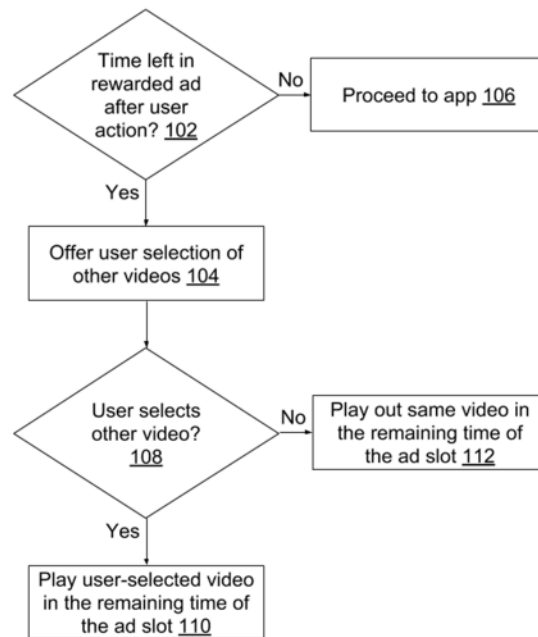 Time left in
rewarded ad
after user
action? 102
No
Proceed to app 106
Yes
Offer user selection of
other videos 104
User selects
other video?
108
No
Play out same video in
the remaining time of
the ad slot 112
Yes
Play user-selected video
in the remaining time of
the ad slot 110